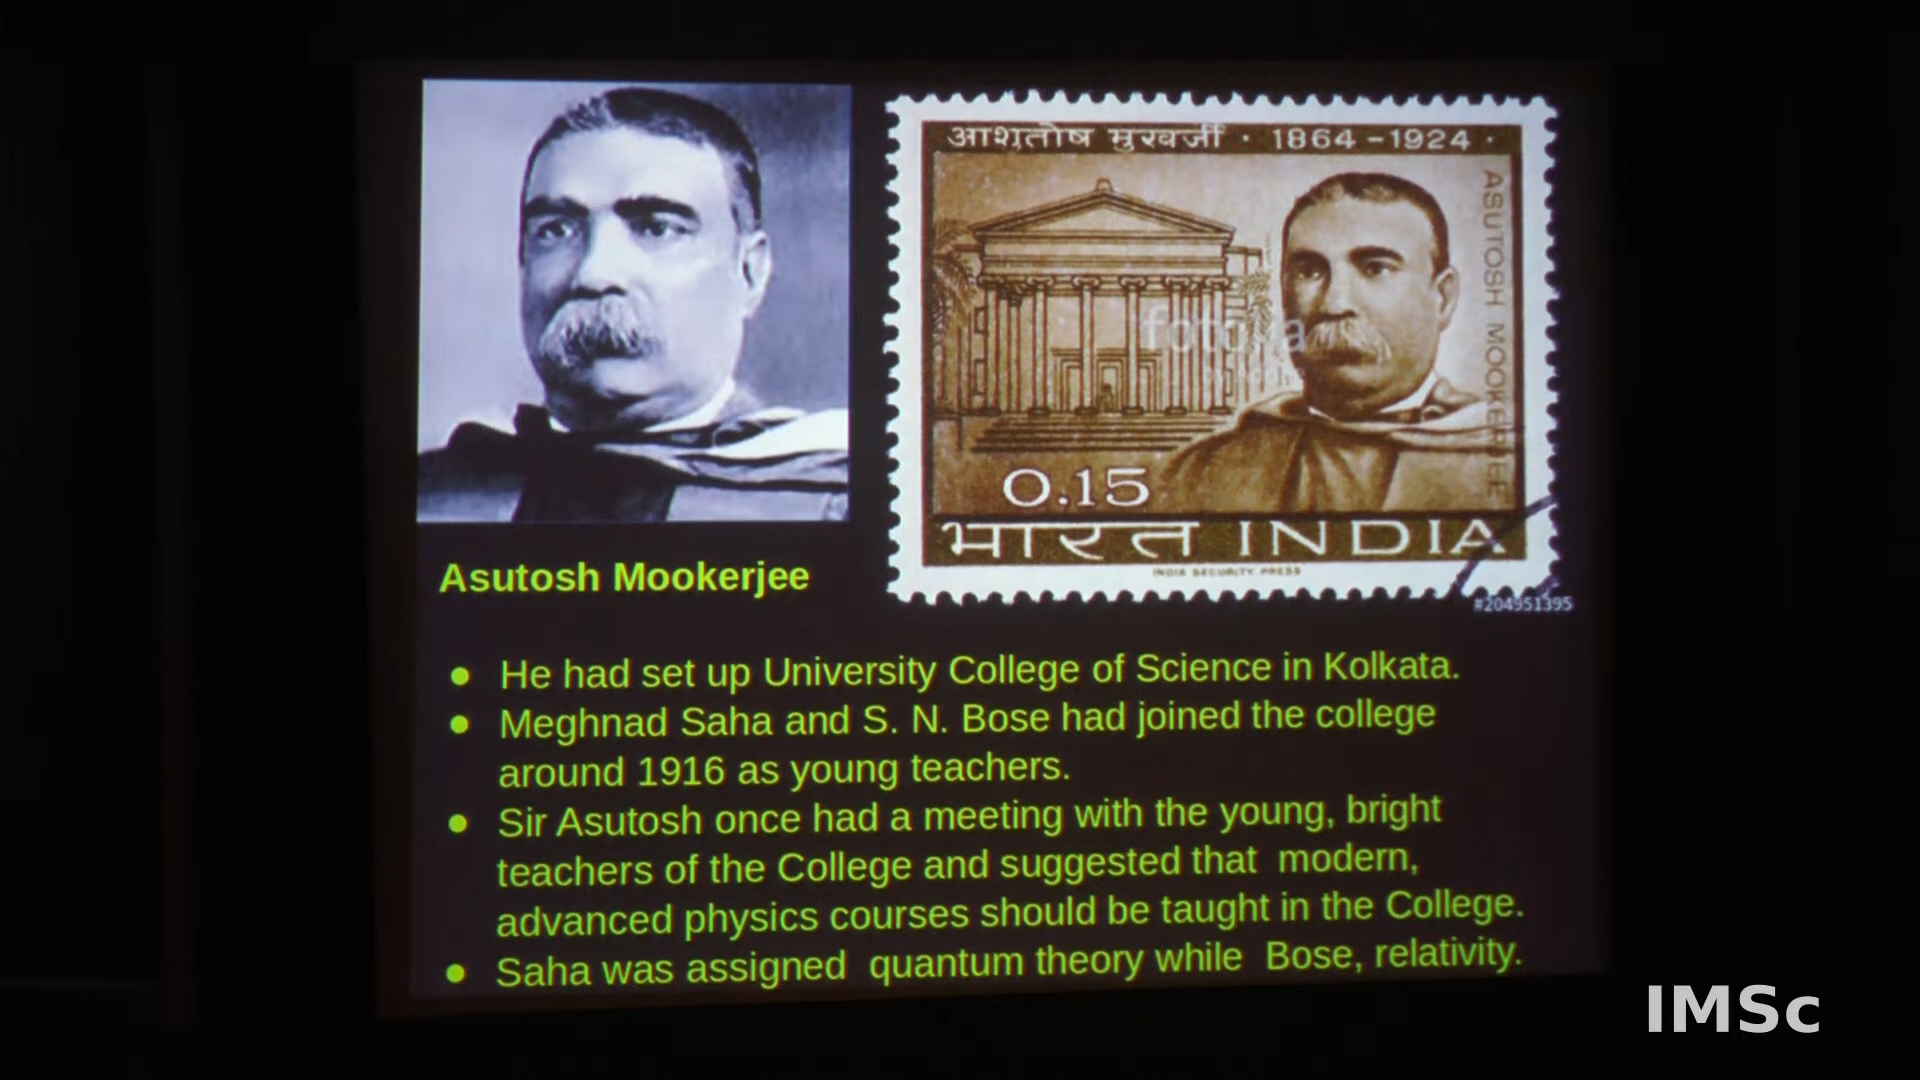 आशुतोष मुखर्जी · 1864-1924 ·
ASUTOSH MOOKERJEE
0.15
भारत INDIA
INDIA SECURITY PRESS
#204951395
Asutosh Mookerjee
● He had set up University College of Science in Kolkata.
● Meghnad Saha and S. N. Bose had joined the college
around 1916 as young teachers.
● Sir Asutosh once had a meeting with the young, bright
teachers of the College and suggested that modern,
advanced physics courses should be taught in the College.
● Saha was assigned quantum theory while Bose, relativity.
IMSc